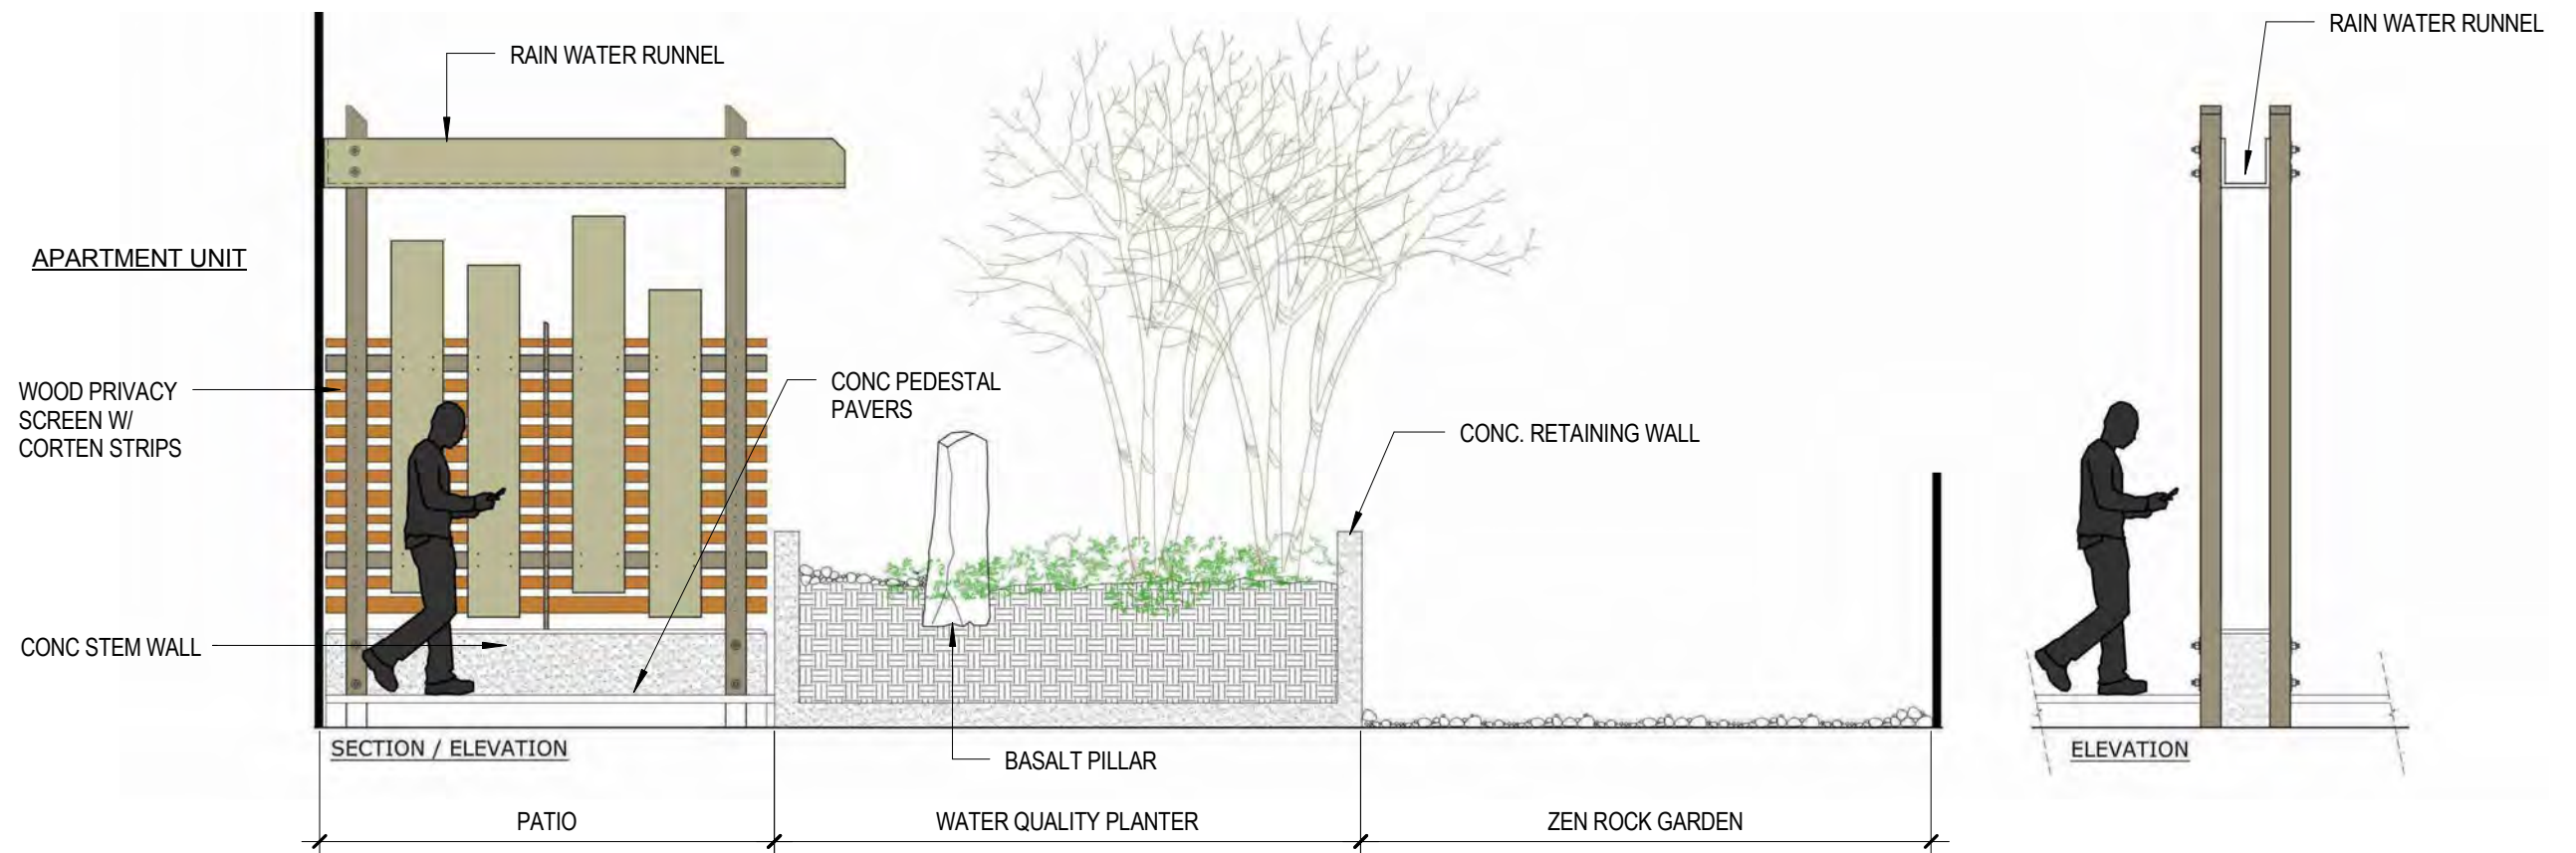 RAIN WATER RUNNEL
RAIN WATER RUNNEL
APARTMENT UNIT
WOOD PRIVACY
SCREEN W/
CORTEN STRIPS
CONC PEDESTAL
PAVERS
CONC. RETAINING WALL
CONC STEM WALL
SECTION / ELEVATION
BASALT PILLAR
ELEVATION
PATIO
WATER QUALITY PLANTER
ZEN ROCK GARDEN